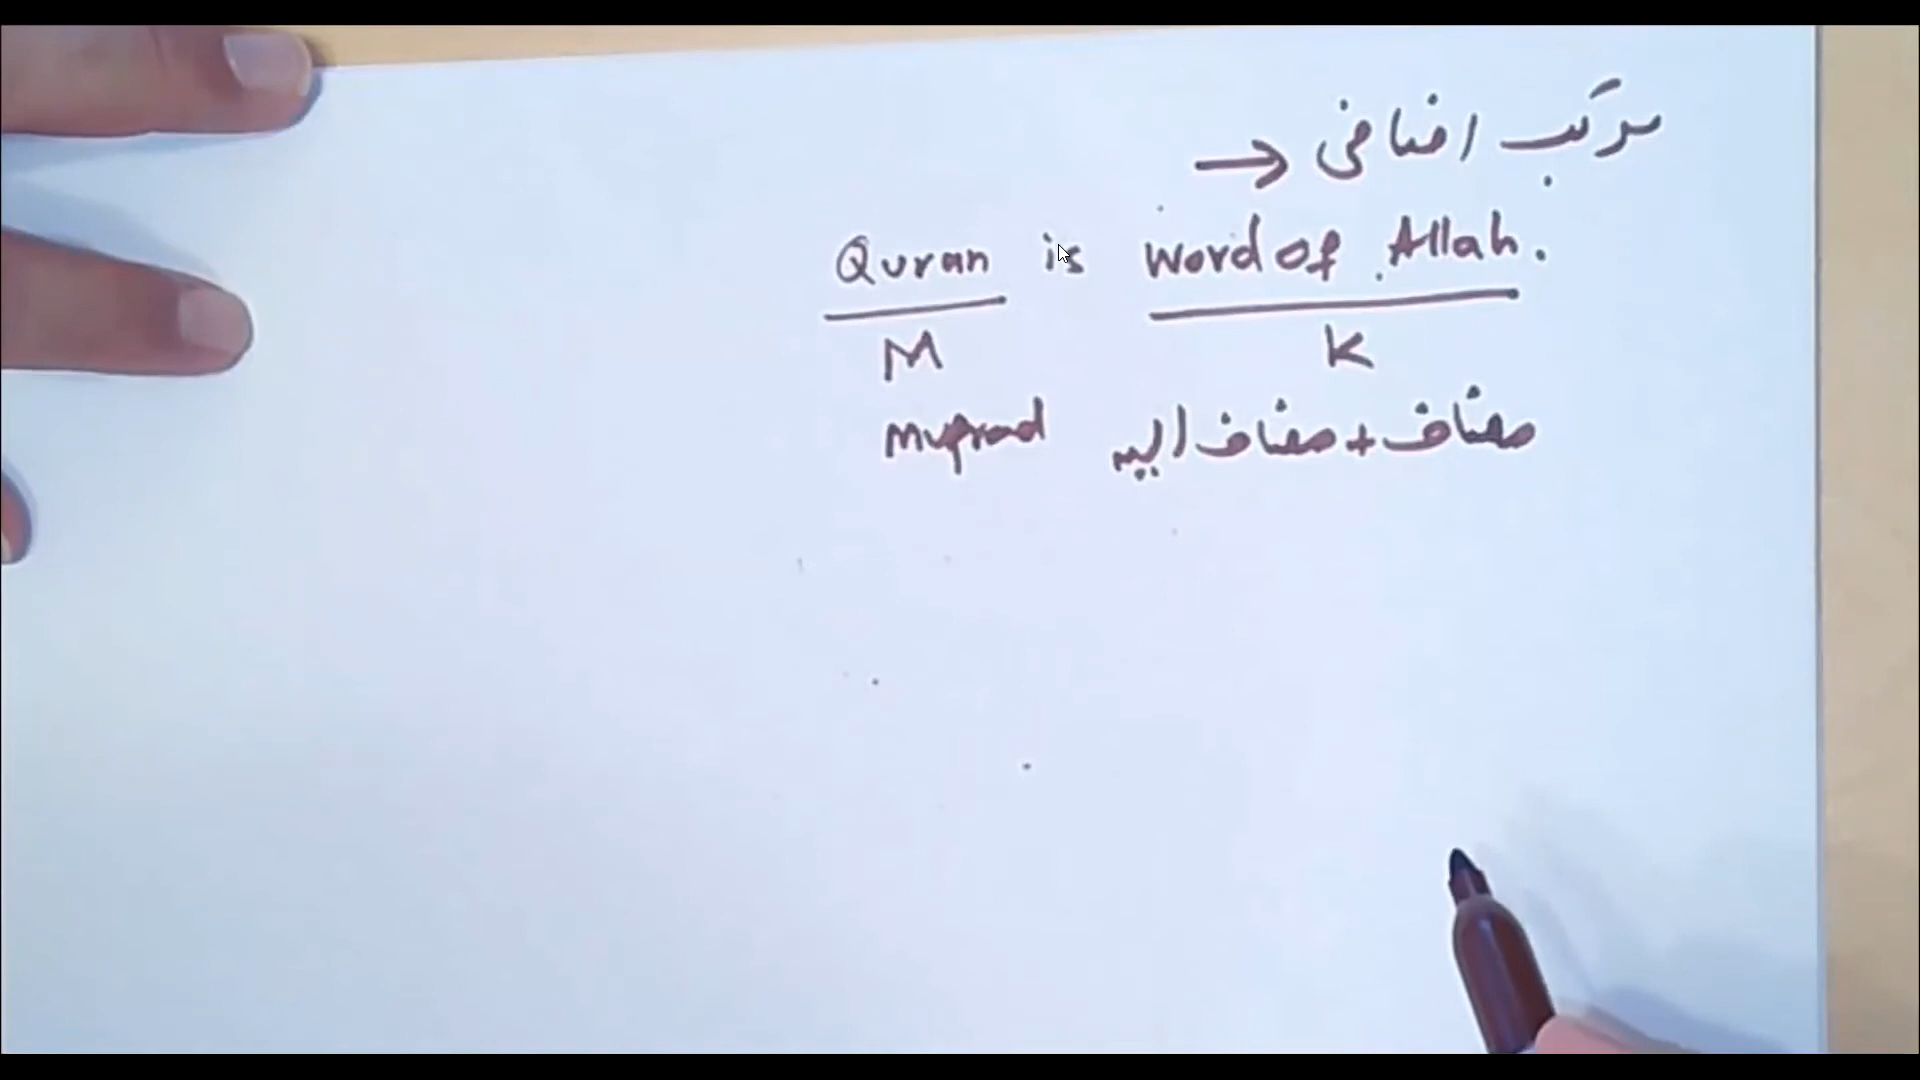 مرکب اضافی →
Quran is word of Allah.
M K
mufrad مضاف + مضاف الیہ